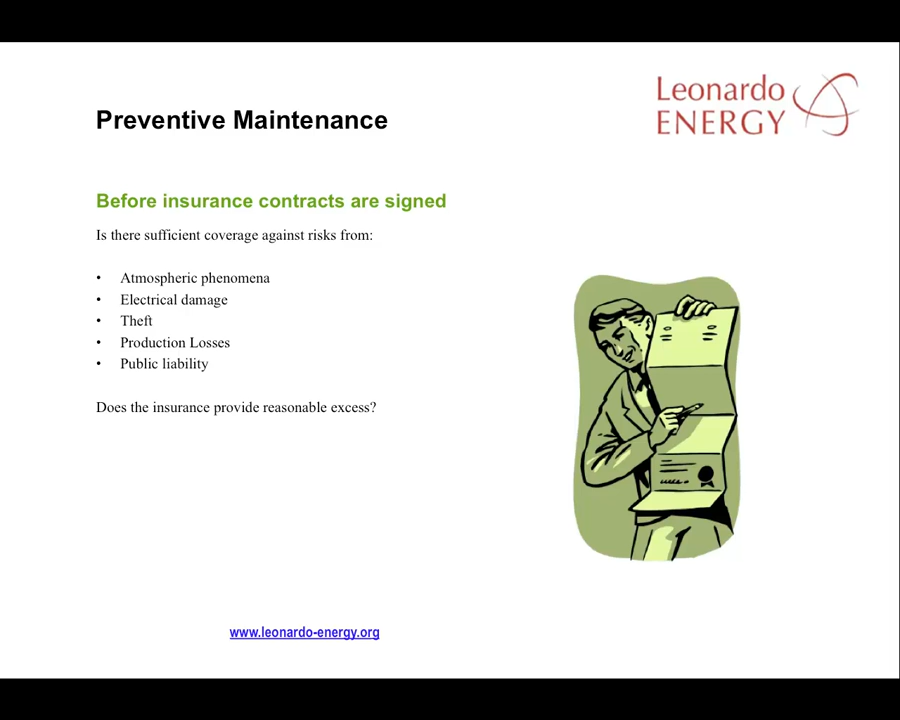 Leonardo
ENERGY
Preventive Maintenance
Before insurance contracts are signed
Is there sufficient coverage against risks from:
• Atmospheric phenomena
• Electrical damage
• Theft
• Production Losses
• Public liability
Does the insurance provide reasonable excess?
www.leonardo-energy.org